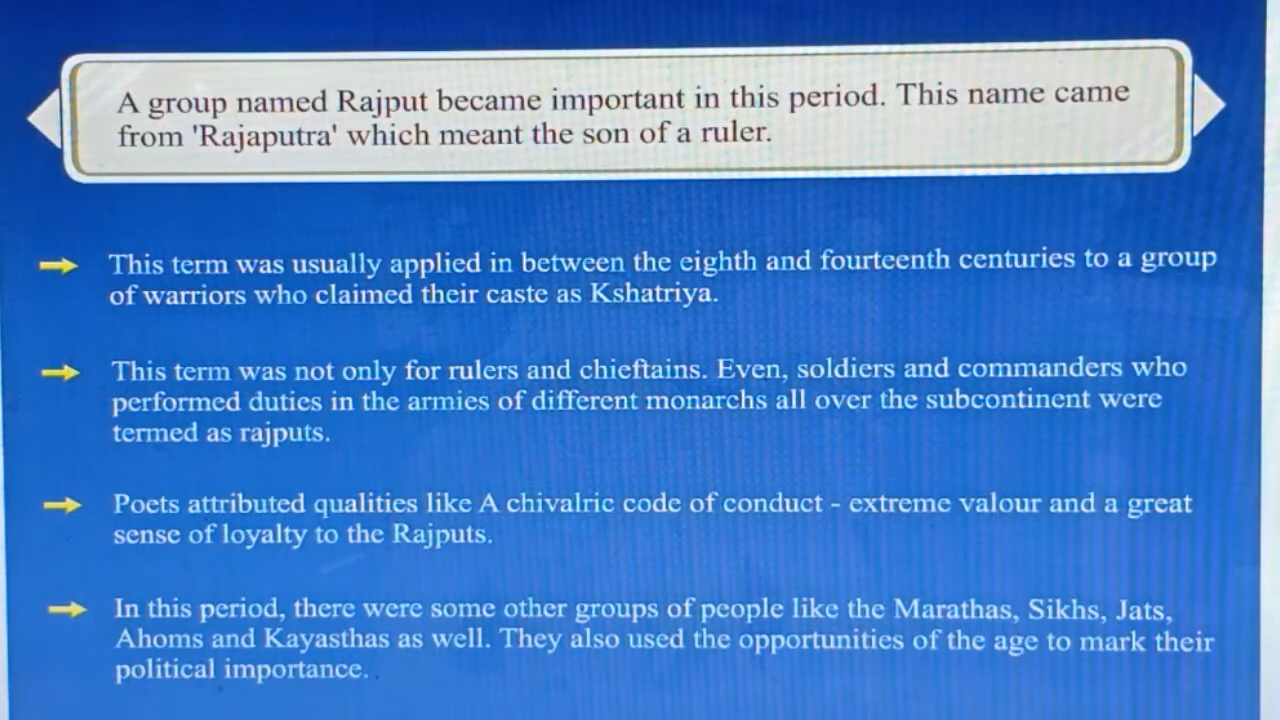 A group named Rajput became important in this period. This name came
from 'Rajaputra' which meant the son of a ruler.
This term was usually applied in between the eighth and fourteenth centuries to a group
of warriors who claimed their caste as Kshatriya.
This term was not only for rulers and chieftains. Even, soldiers and commanders who
performed duties in the armies of different monarchs all over the subcontinent were
termed as rajputs.
Poets attributed qualities like A chivalric code of conduct - extreme valour and a great
sense of loyalty to the Rajputs.
In this period, there were some other groups of people like the Marathas, Sikhs, Jats,
Ahoms and Kayasthas as well. They also used the opportunities of the age to mark their
political importance.